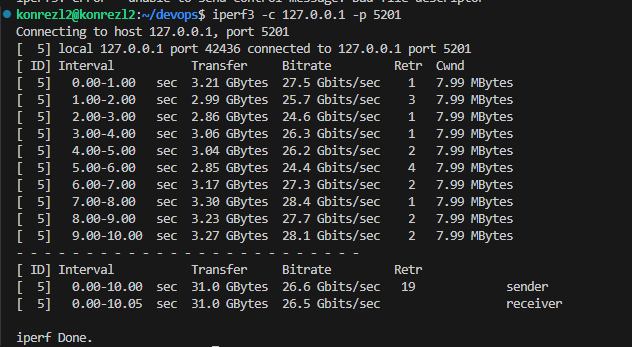 iperf3: error - unable to send control message: Bad file descriptor
konrezl2@konrezl2:~/devops$ iperf3 -c 127.0.0.1 -p 5201
Connecting to host 127.0.0.1, port 5201
[  5] local 127.0.0.1 port 42436 connected to 127.0.0.1 port 5201
[ ID] Interval           Transfer     Bitrate         Retr  Cwnd
[  5]   0.00-1.00   sec  3.21 GBytes  27.5 Gbits/sec    1   7.99 MBytes
[  5]   1.00-2.00   sec  2.99 GBytes  25.7 Gbits/sec    3   7.99 MBytes
[  5]   2.00-3.00   sec  2.86 GBytes  24.6 Gbits/sec    1   7.99 MBytes
[  5]   3.00-4.00   sec  3.06 GBytes  26.3 Gbits/sec    1   7.99 MBytes
[  5]   4.00-5.00   sec  3.04 GBytes  26.2 Gbits/sec    2   7.99 MBytes
[  5]   5.00-6.00   sec  2.85 GBytes  24.4 Gbits/sec    4   7.99 MBytes
[  5]   6.00-7.00   sec  3.17 GBytes  27.3 Gbits/sec    2   7.99 MBytes
[  5]   7.00-8.00   sec  3.30 GBytes  28.4 Gbits/sec    1   7.99 MBytes
[  5]   8.00-9.00   sec  3.23 GBytes  27.7 Gbits/sec    2   7.99 MBytes
[  5]   9.00-10.00  sec  3.27 GBytes  28.1 Gbits/sec    2   7.99 MBytes
- - - - - - - - - - - - - - - - - - - - - - - - -
[ ID] Interval           Transfer     Bitrate         Retr
[  5]   0.00-10.00  sec  31.0 GBytes  26.6 Gbits/sec   19             sender
[  5]   0.00-10.05  sec  31.0 GBytes  26.5 Gbits/sec                  receiver
iperf Done.